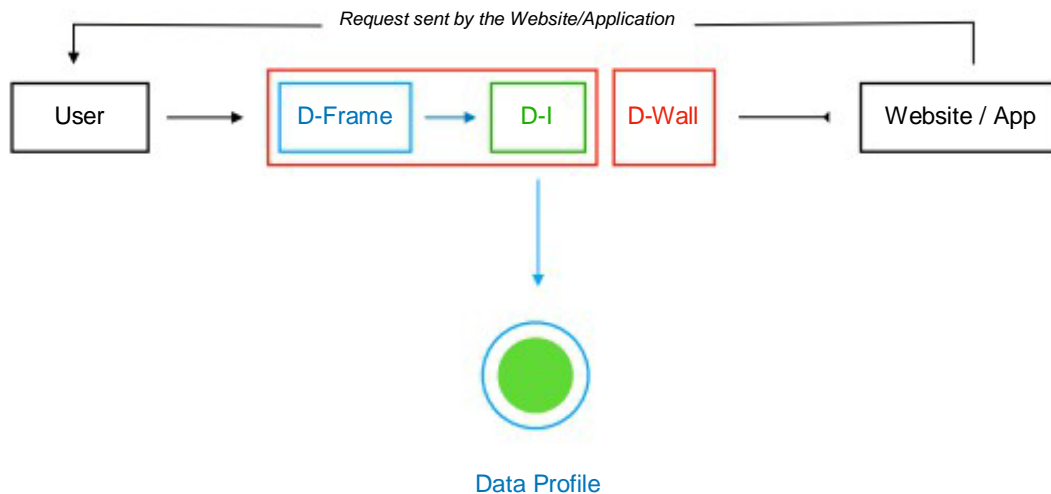 Request sent by the Website/Application
User
D-Frame
D-I
D-Wall
Website / App
Data Profile